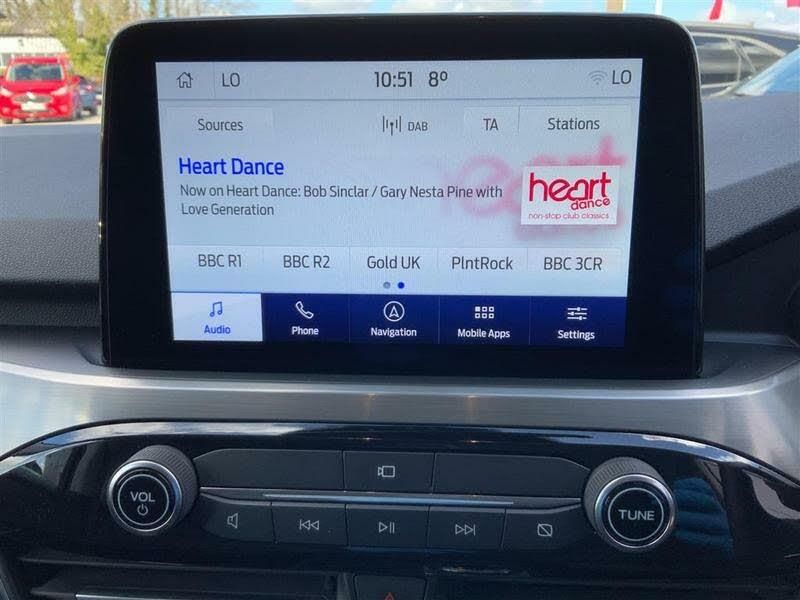 LO 10:51 8º LO
Sources DAB TA Stations
Heart Dance
Now on Heart Dance: Bob Sinclar / Gary Nesta Pine with
Love Generation
heart
dance
non-stop club classics
BBC R1 BBC R2 Gold UK PlntRock BBC 3CR
Audio Phone Navigation Mobile Apps Settings
VOL
TUNE